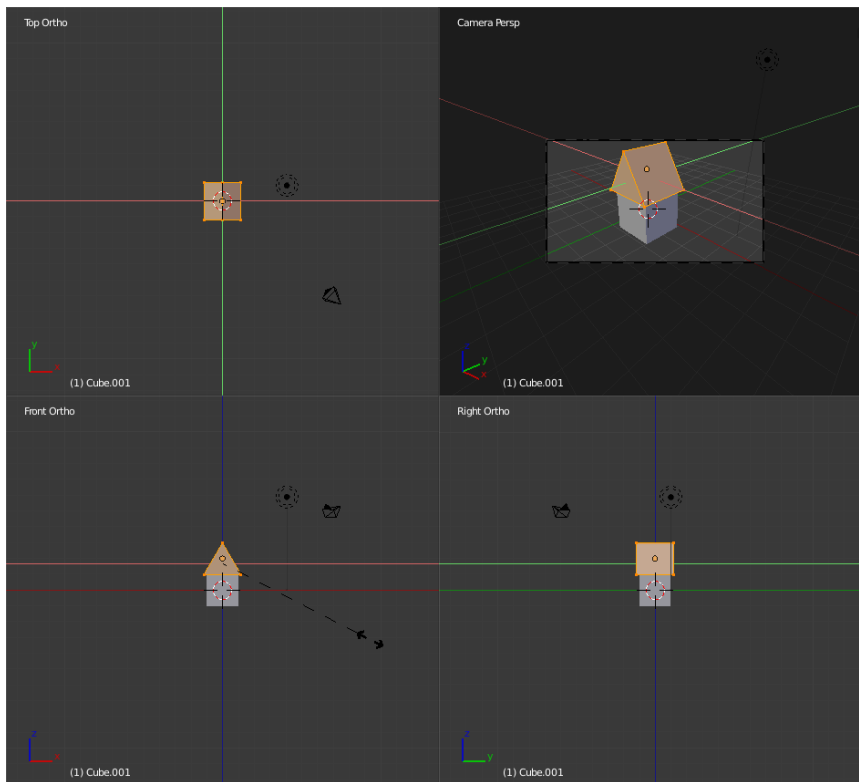 Top Ortho
y
x
(1) Cube.001
Camera Persp
z
y
x
(1) Cube.001
Front Ortho
z
x
(1) Cube.001
Right Ortho
z
y
(1) Cube.001